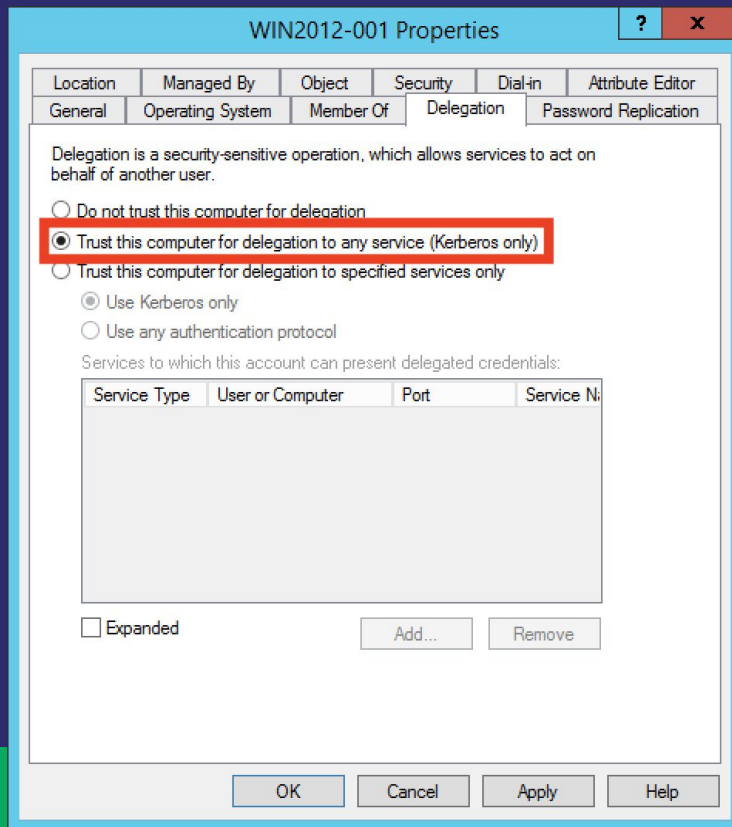 WIN2012-001 Properties
?
x
Location Managed By Object Security Dial-in Attribute Editor
General Operating System Member Of Delegation Password Replication
Delegation is a security-sensitive operation, which allows services to act on
behalf of another user.
Do not trust this computer for delegation
Trust this computer for delegation to any service (Kerberos only)
Trust this computer for delegation to specified services only
Use Kerberos only
Use any authentication protocol
Services to which this account can present delegated credentials:
Service Type User or Computer Port Service Na
Expanded
Add... Remove
OK Cancel Apply Help